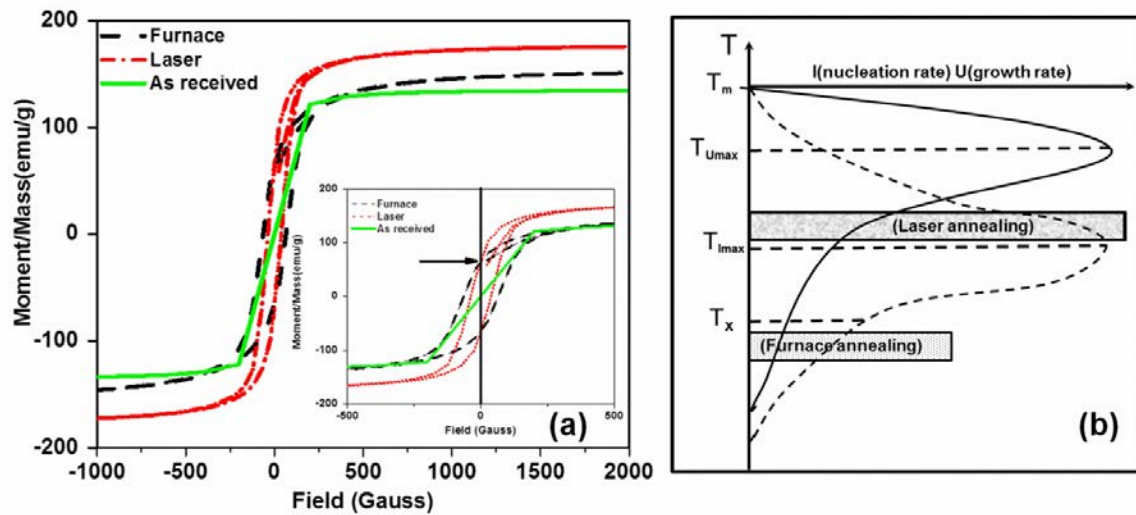 200
100
0
-100
-200
Moment/Mass(emu/g)
Furnace
Laser
As received
-1000
-500
0
500
1000
1500
2000
Field (Gauss)
(a)
200
100
0
-100
-200
Moment/Mass(emu/g)
Furnace
Laser
As received
-500
0
500
Field (Gauss)
T
I(nucleation rate) U(growth rate)
Tm
TUmax
(Laser annealing)
TImax
TX
(Furnace annealing)
(b)